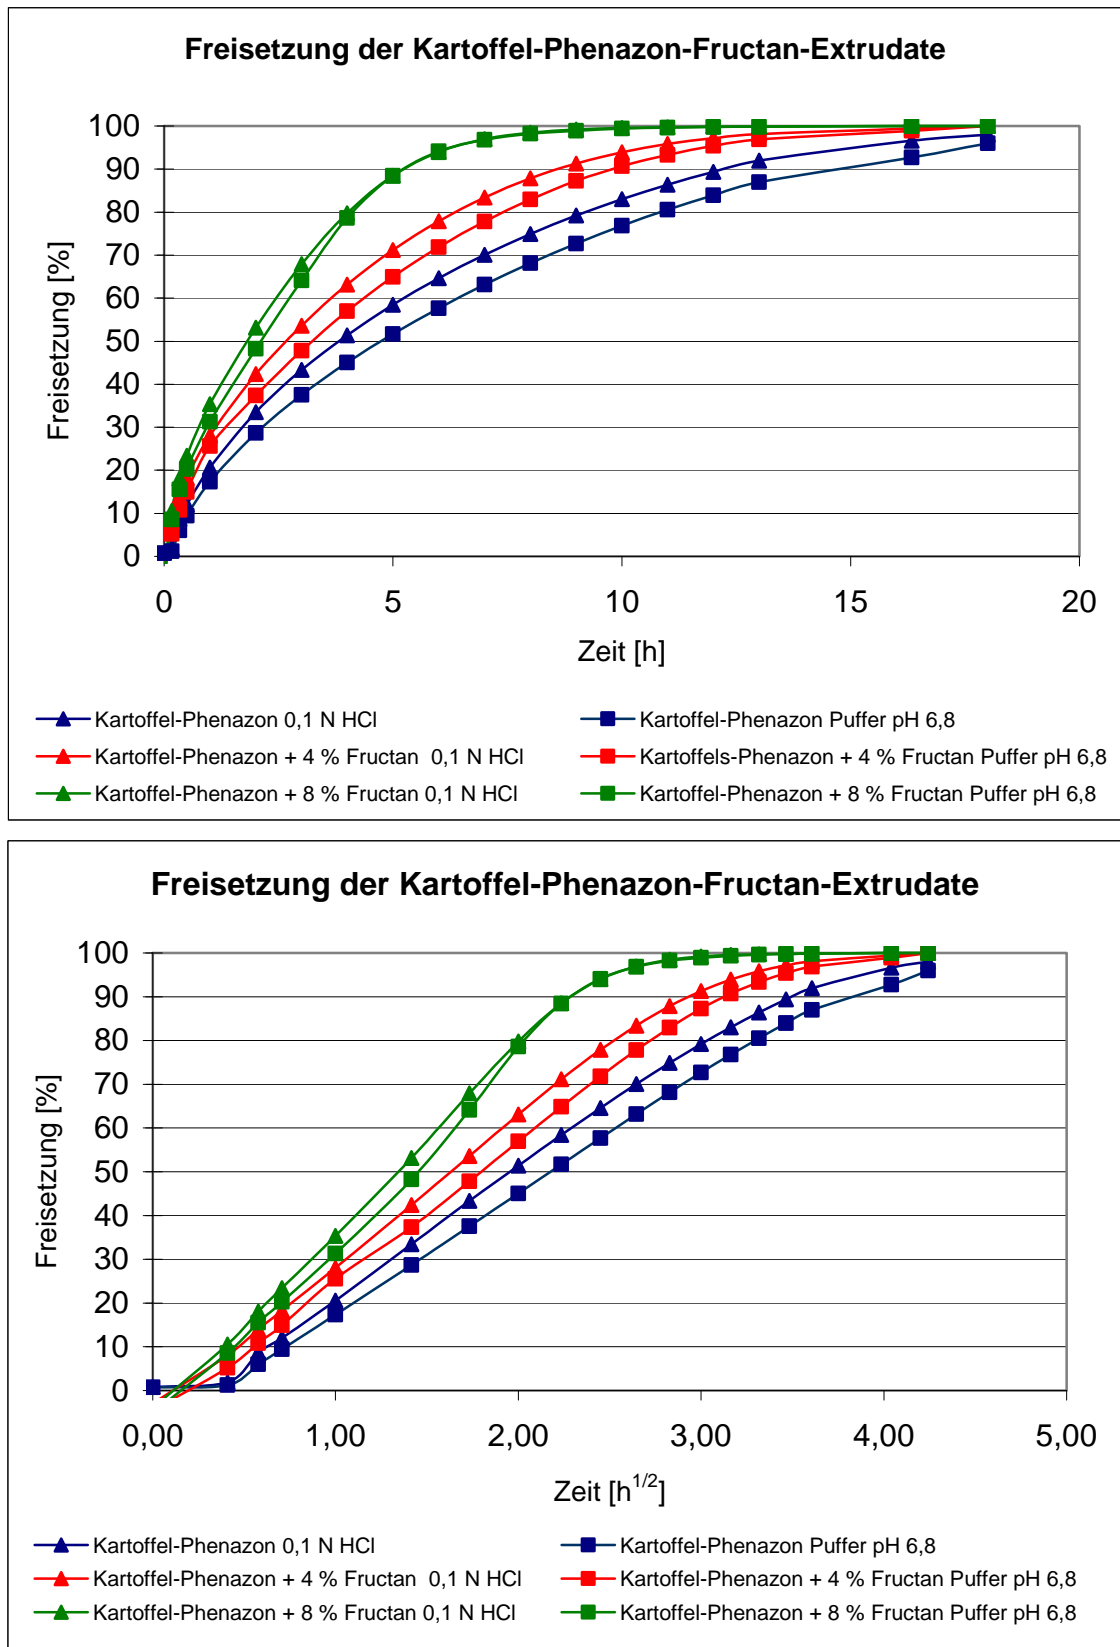 Freisetzung der Kartoffel-Phenazon-Fructan-Extrudate
100
90
80
70
60
50
40
30
20
10
0
Freisetzung [%]
0 5 10 15 20
Zeit [h]
Kartoffel-Phenazon 0,1 N HCl Kartoffel-Phenazon Puffer pH 6,8
Kartoffel-Phenazon + 4 % Fructan 0,1 N HCl Kartoffels-Phenazon + 4 % Fructan Puffer pH 6,8
Kartoffel-Phenazon + 8 % Fructan 0,1 N HCl Kartoffel-Phenazon + 8 % Fructan Puffer pH 6,8
Freisetzung der Kartoffel-Phenazon-Fructan-Extrudate
100
90
80
70
60
50
40
30
20
10
0
Freisetzung [%]
0,00 1,00 2,00 3,00 4,00 5,00
Zeit [h^1/2]
Kartoffel-Phenazon 0,1 N HCl Kartoffel-Phenazon Puffer pH 6,8
Kartoffel-Phenazon + 4 % Fructan 0,1 N HCl Kartoffel-Phenazon + 4 % Fructan Puffer pH 6,8
Kartoffel-Phenazon + 8 % Fructan 0,1 N HCl Kartoffel-Phenazon + 8 % Fructan Puffer pH 6,8